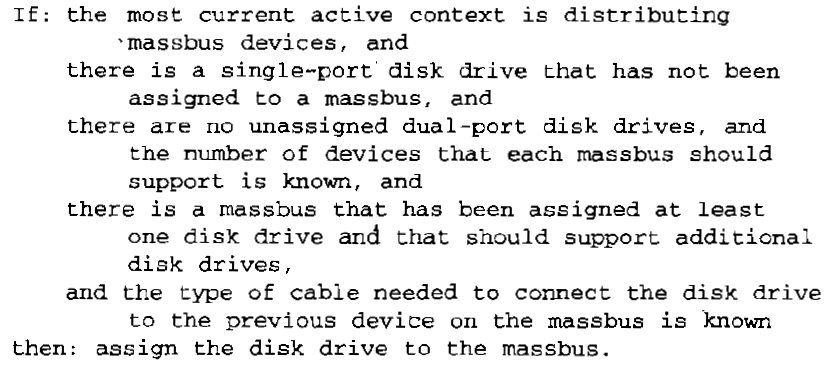 If: the most current active context is distributing
massbus devices, and
there is a single-port disk drive that has not been
assigned to a massbus, and
there are no unassigned dual-port disk drives, and
the number of devices that each massbus should
support is known, and
there is a massbus that has been assigned at least
one disk drive and that should support additional
disk drives,
and the type of cable needed to connect the disk drive
to the previous device on the massbus is known
then: assign the disk drive to the massbus.